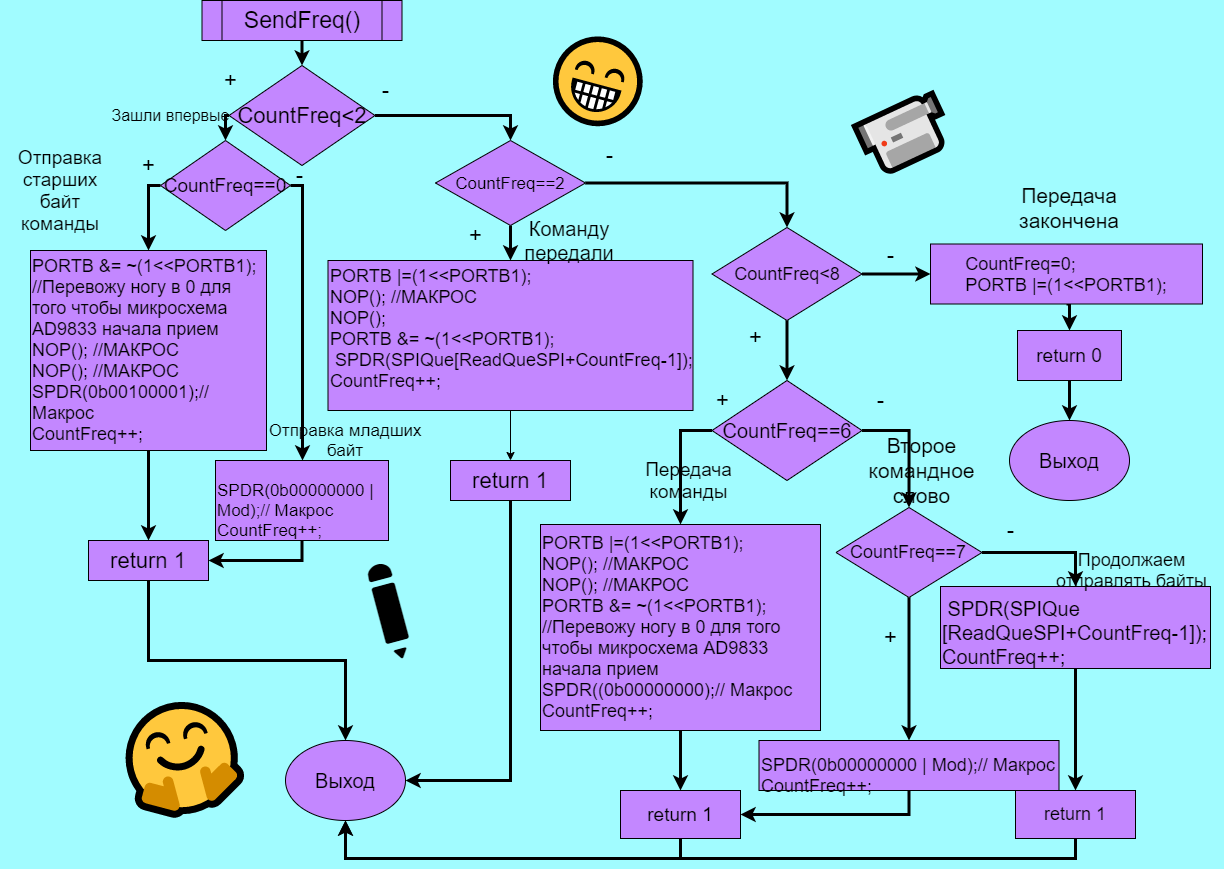 SendFreq()
+
-
CountFreq<2
Зашли впервые
Отправка
старших
байт
команды
+
CountFreq==0
-
CountFreq==2
-
+
Команду
передали
Передача
закончена
CountFreq<8
-
+
CountFreq=0;
PORTB |=(1<<PORTB1);
return 0
Выход
PORTB &= ~(1<<PORTB1);
//Перевожу ногу в 0 для
того чтобы микросхема
AD9833 начала прием
NOP(); //МАКРОС
NOP(); //МАКРОС
SPDR(0b00100001);//
Макрос
CountFreq++;
PORTB |=(1<<PORTB1);
NOP(); //МАКРОС
NOP();
PORTB &= ~(1<<PORTB1);
SPDR(SPIQue[ReadQueSPI+CountFreq-1]);
CountFreq++;
Отправка младших
байт
SPDR(0b00000000 |
Mod);// Макрос
CountFreq++;
return 1
return 1
+
-
CountFreq==6
Передача
команды
Второе
командное
слово
PORTB |=(1<<PORTB1);
NOP(); //МАКРОС
NOP(); //МАКРОС
PORTB &= ~(1<<PORTB1);
//Перевожу ногу в 0 для того
чтобы микросхема AD9833
начала прием
SPDR((0b00000000);// Макрос
CountFreq++;
CountFreq==7
-
+
Продолжаем
отправлять байты
SPDR(SPIQue
[ReadQueSPI+CountFreq-1]);
CountFreq++;
SPDR(0b00000000 | Mod);// Макрос
CountFreq++;
Выход
return 1
return 1